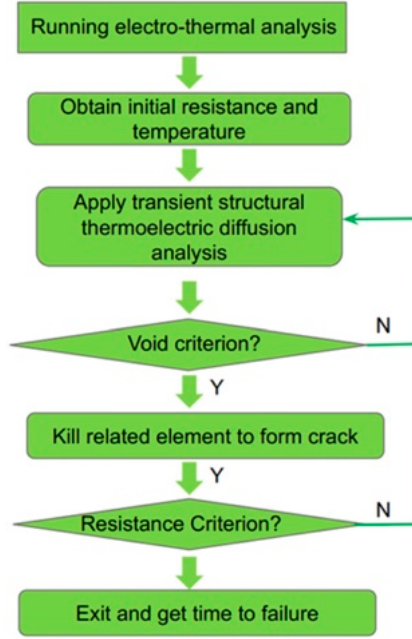 Running electro-thermal analysis
Obtain initial resistance and
temperature
Apply transient structural
thermoelectric diffusion
analysis
Void criterion?
N
Y
Kill related element to form crack
Y
Resistance Criterion?
N
Exit and get time to failure